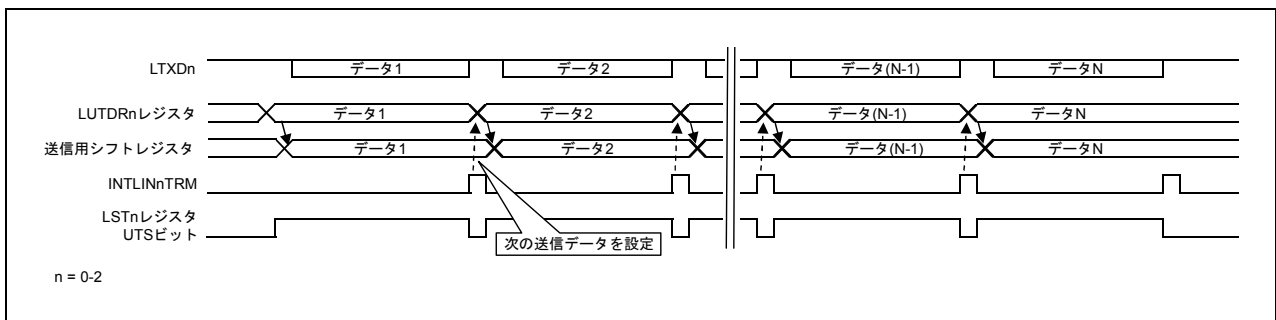 LTXDn
データ1 データ2 データ(N-1) データN
LUTDRnレジスタ
データ1 データ2 データ(N-1) データN
送信用シフトレジスタ
データ1 データ2 データ(N-1) データN
INTLINnTRM
LSTnレジスタ
UTSビット
次の送信データを設定
n = 0-2